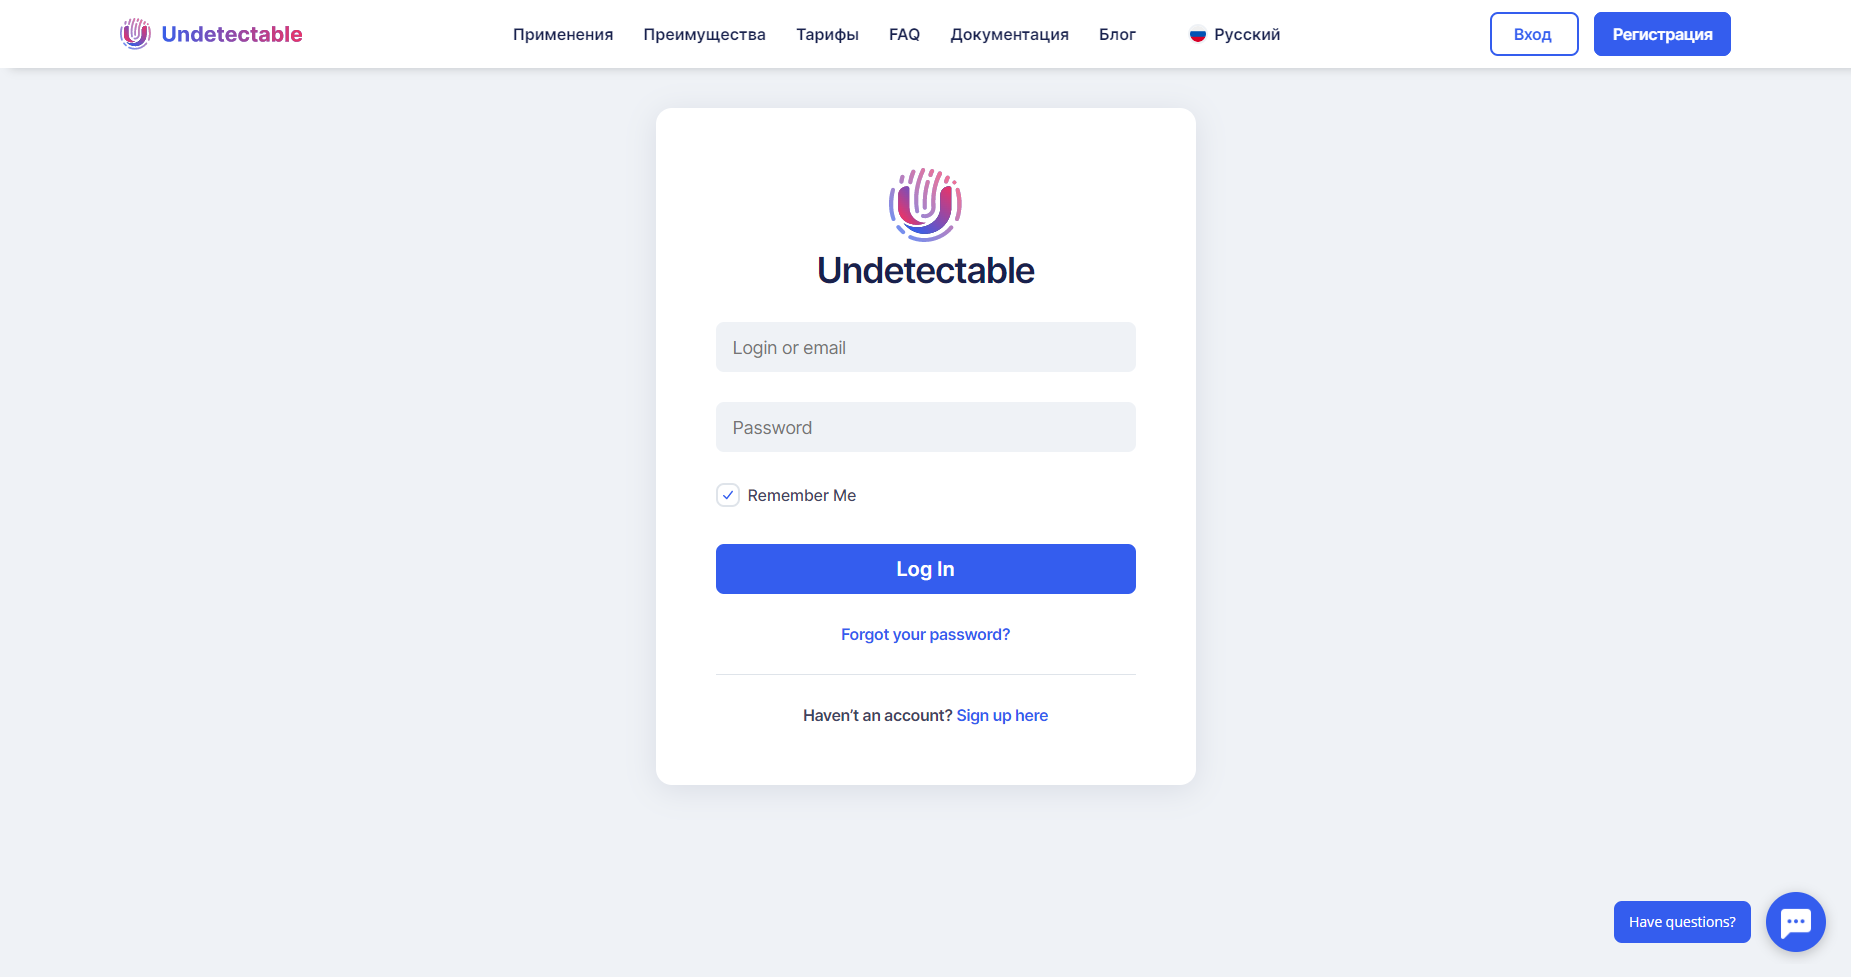 Undetectable
Применения
Преимущества
Тарифы
FAQ
Документация
Блог
Русский
Вход
Регистрация
Undetectable
Login or email
Password
Remember Me
Log In
Forgot your password?
Haven’t an account? Sign up here
Have questions?